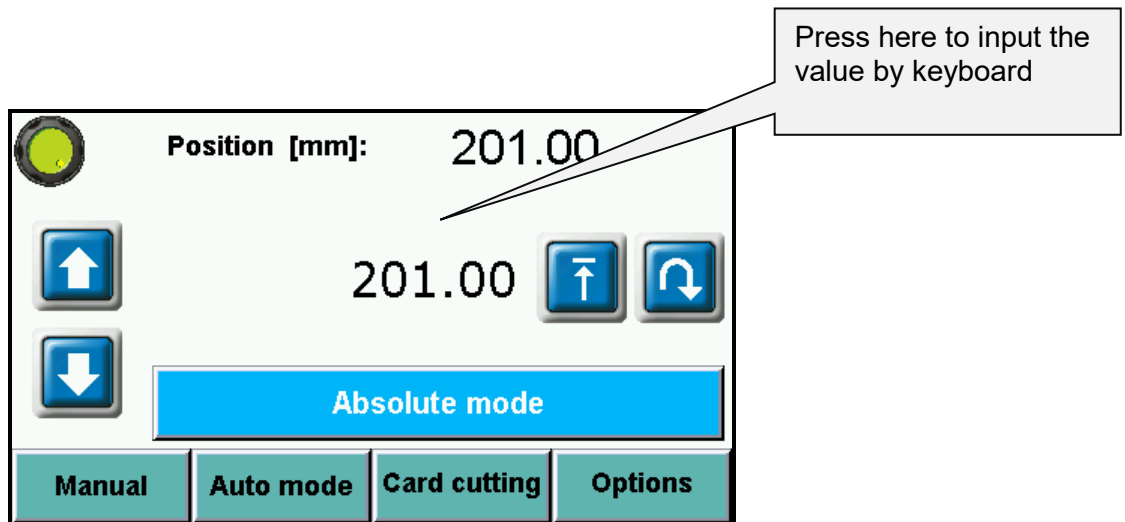 Press here to input the
value by keyboard
Position [mm]: 201.00
201.00
Absolute mode
Manual Auto mode Card cutting Options